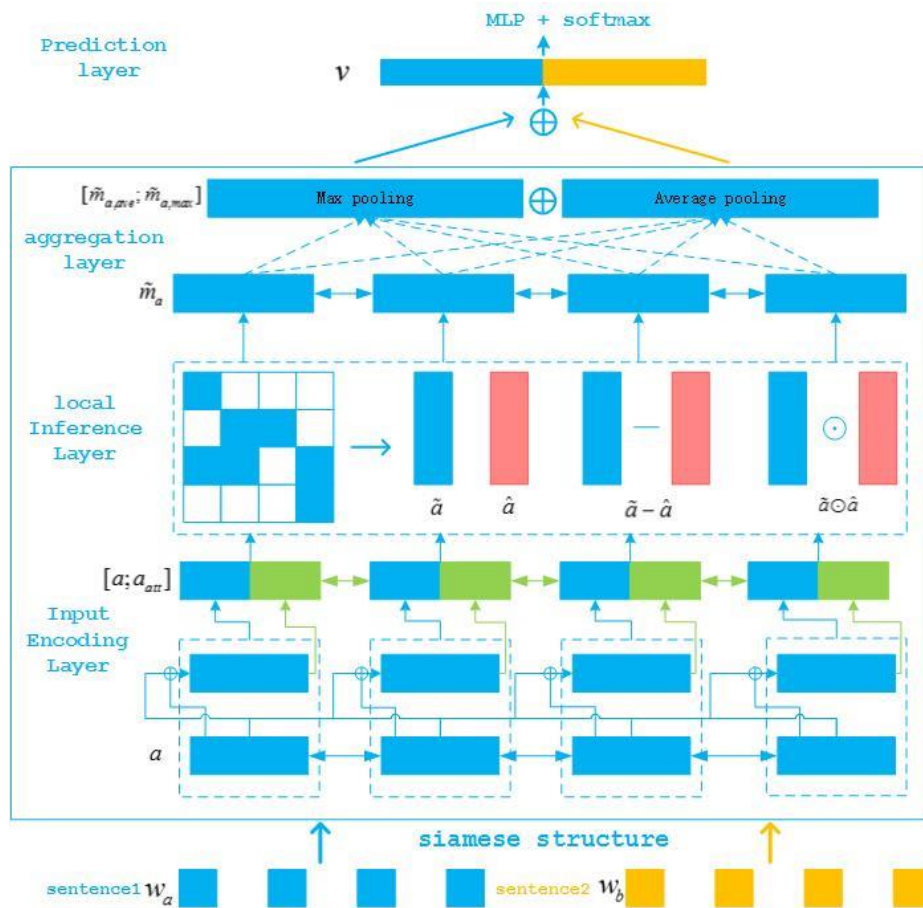 MLP + softmax
Prediction
layer
v
[m̃a,ave; m̃a,max]
Max pooling
⊕
Average pooling
aggregation
layer
m̃a
local
Inference
Layer
ã
â
ã − â
ã⊙â
[a; aatt]
Input
Encoding
Layer
a
siamese structure
sentence1 wa
sentence2 wb